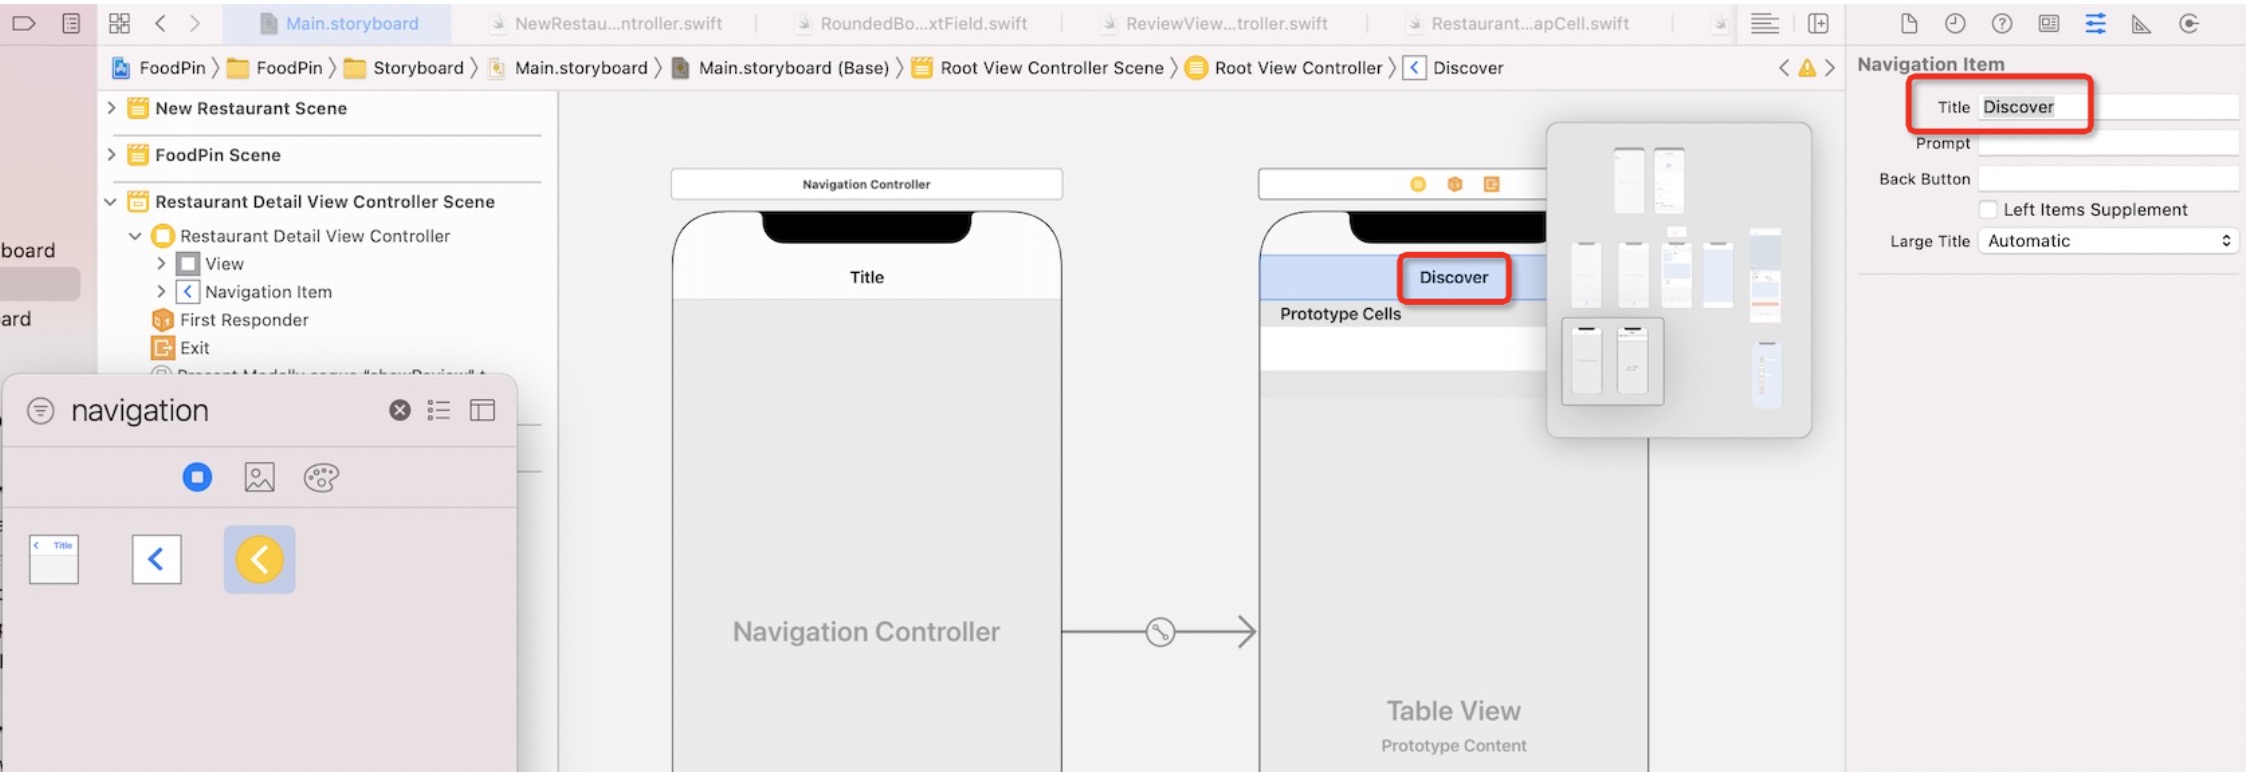 Main.storyboard
NewRestau...ntroller.swift
RoundedBo...xtField.swift
ReviewView...troller.swift
Restaurant...apCell.swift
FoodPin
FoodPin
Storyboard
Main.storyboard
Main.storyboard (Base)
Root View Controller Scene
Root View Controller
Discover
New Restaurant Scene
FoodPin Scene
Restaurant Detail View Controller Scene
Restaurant Detail View Controller
View
Navigation Item
First Responder
Exit
board
ard
navigation
Title
Navigation Controller
Title
Navigation Controller
Discover
Prototype Cells
Table View
Prototype Content
Navigation Item
Title Discover
Prompt
Back Button
Left Items Supplement
Large Title Automatic